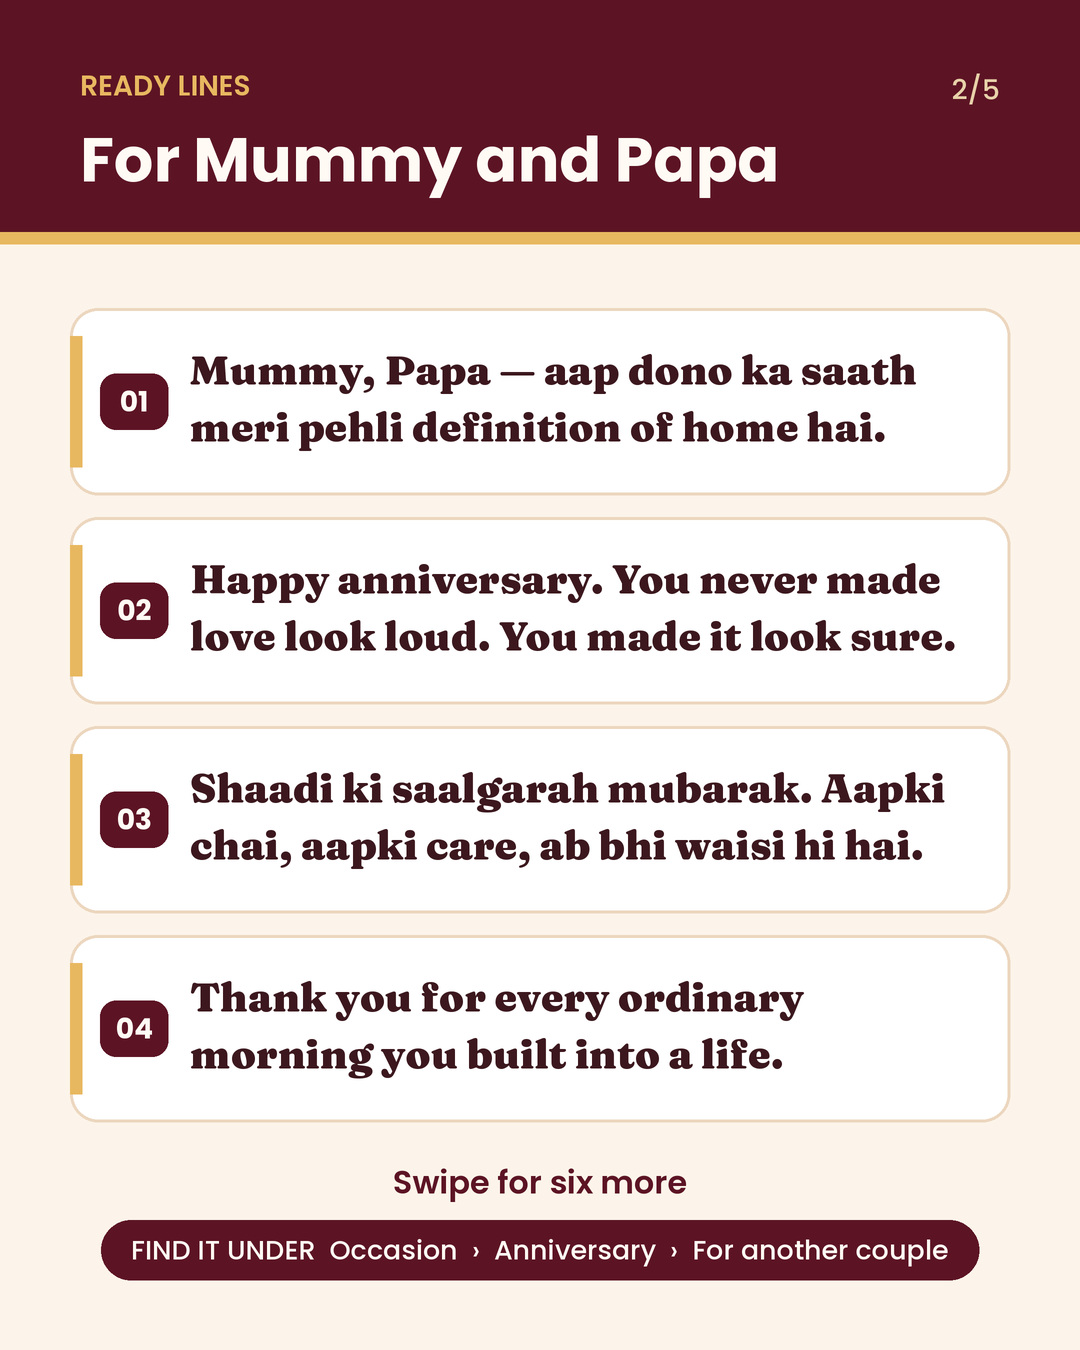 READY LINES
2/5
For Mummy and Papa
01
Mummy, Papa — aap dono ka saath
meri pehli definition of home hai.
02
Happy anniversary. You never made
love look loud. You made it look sure.
03
Shaadi ki saalgarah mubarak. Aapki
chai, aapki care, ab bhi waisi hi hai.
04
Thank you for every ordinary
morning you built into a life.
Swipe for six more
FIND IT UNDER Occasion › Anniversary › For another couple